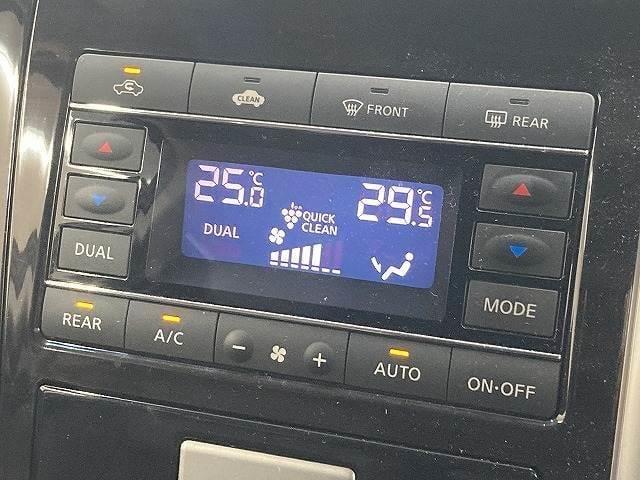 CLEAN
FRONT
REAR
25.0 °C
29.5 °C
QUICK
CLEAN
DUAL
DUAL
MODE
REAR
A/C
− +
AUTO
ON·OFF